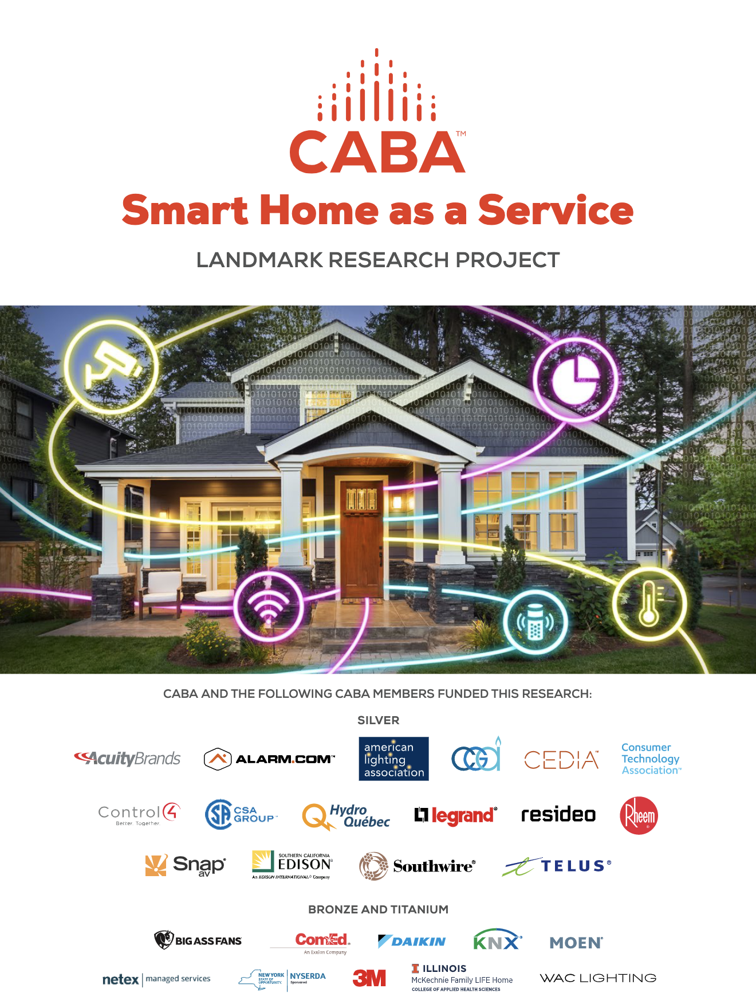 CABA™
Smart Home as a Service
LANDMARK RESEARCH PROJECT
CABA AND THE FOLLOWING CABA MEMBERS FUNDED THIS RESEARCH:
SILVER
AcuityBrands
ALARM.COM™
american
lighting
association
CGA
CEDIA™
Consumer
Technology
Association™
Control4
Better. Together.
CSA
GROUP™
Hydro
Québec
legrand®
resideo
Rheem®
Snap®
av
SOUTHERN CALIFORNIA
EDISON®
An EDISON INTERNATIONAL® Company
Southwire®
TELUS®
BRONZE AND TITANIUM
BIG ASS FANS
ComEd®
An Exelon Company
DAIKIN
KNX®
MOEN®
netex | managed services
NEW YORK
STATE OF
OPPORTUNITY.
NYSERDA
Sponsored
3M
I ILLINOIS
McKechnie Family LIFE Home
COLLEGE OF APPLIED HEALTH SCIENCES
WAC LIGHTING